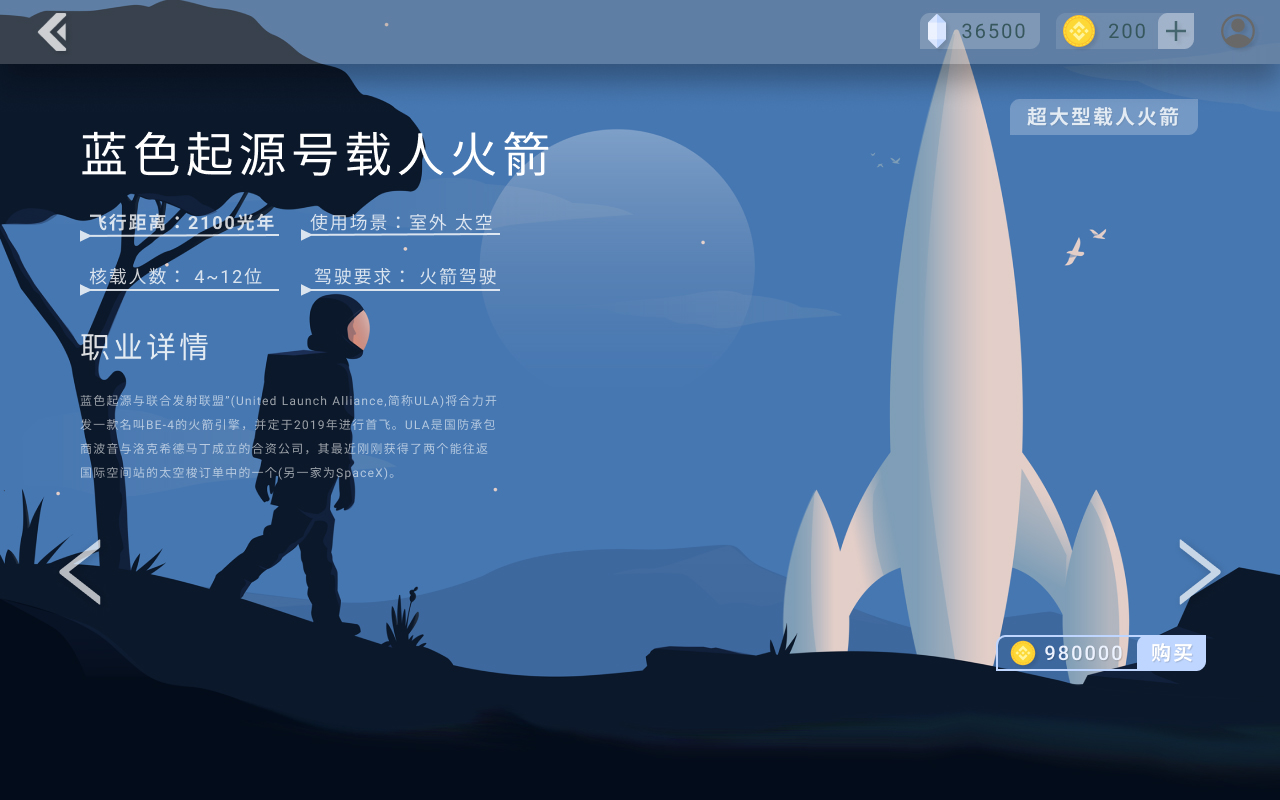 36500
200
超大型载人火箭
蓝色起源号载人火箭
飞行距离：2100光年
使用场景：室外 太空
核载人数： 4~12位
驾驶要求： 火箭驾驶
职业详情
蓝色起源与联合发射联盟”(United Launch Alliance,简称ULA)将合力开
发一款名叫BE-4的火箭引擎，并定于2019年进行首飞。ULA是国防承包
商波音与洛克希德马丁成立的合资公司，其最近刚刚获得了两个能往返
国际空间站的太空梭订单中的一个(另一家为SpaceX)。
980000
购买